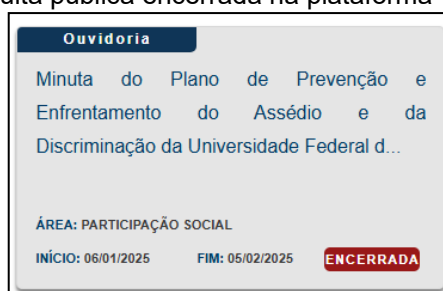 pública encerrada na plataforma
Ouvidoria
Minuta do Plano de Prevenção e
Enfrentamento do Assédio e da
Discriminação da Universidade Federal d...
ÁREA: PARTICIPAÇÃO SOCIAL
INÍCIO: 06/01/2025 FIM: 05/02/2025 ENCERRADA